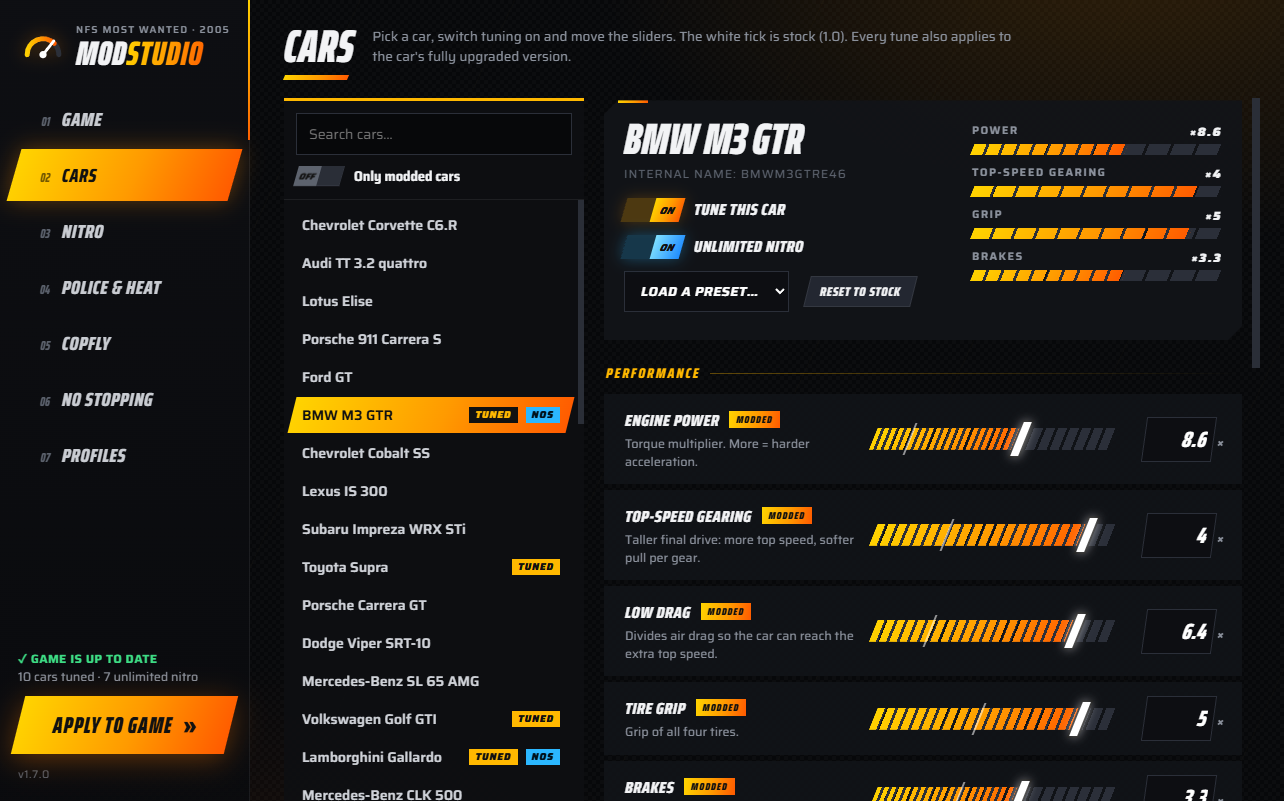 NFS MOST WANTED · 2005
MODSTUDIO
01 GAME
02 CARS
03 NITRO
04 POLICE & HEAT
05 COPFLY
06 NO STOPPING
07 PROFILES
✓ GAME IS UP TO DATE
10 cars tuned · 7 unlimited nitro
APPLY TO GAME »
v1.7.0
CARS
Pick a car, switch tuning on and move the sliders. The white tick is stock (1.0). Every tune also applies to
the car's fully upgraded version.
Search cars...
OFF Only modded cars
Chevrolet Corvette C6.R
Audi TT 3.2 quattro
Lotus Elise
Porsche 911 Carrera S
Ford GT
BMW M3 GTR TUNED NOS
Chevrolet Cobalt SS
Lexus IS 300
Subaru Impreza WRX STi
Toyota Supra TUNED
Porsche Carrera GT
Dodge Viper SRT-10
Mercedes-Benz SL 65 AMG
Volkswagen Golf GTI TUNED
Lamborghini Gallardo TUNED NOS
Mercedes-Benz CLK 500
BMW M3 GTR
INTERNAL NAME: BMWM3GTRE46
ON TUNE THIS CAR
ON UNLIMITED NITRO
LOAD A PRESET...
RESET TO STOCK
POWER ×8.6
TOP-SPEED GEARING ×4
GRIP ×5
BRAKES ×3.3
PERFORMANCE
ENGINE POWER MODDED
Torque multiplier. More = harder
acceleration.
8.6 ×
TOP-SPEED GEARING MODDED
Taller final drive: more top speed, softer
pull per gear.
4 ×
LOW DRAG MODDED
Divides air drag so the car can reach the
extra top speed.
6.4 ×
TIRE GRIP MODDED
Grip of all four tires.
5 ×
BRAKES MODDED
3.3 ×